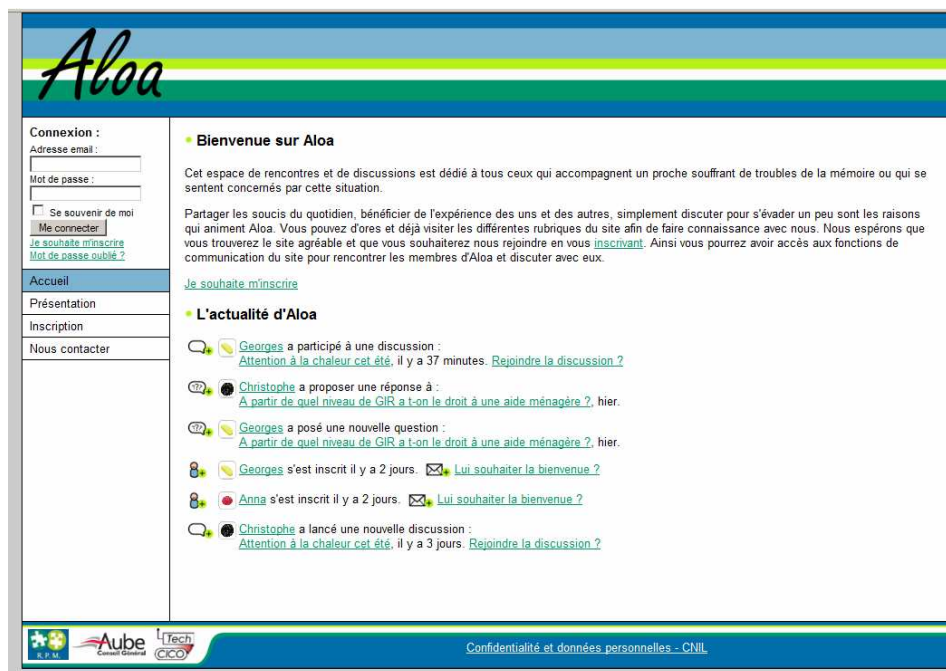 Aloa
Connexion :
Adresse email :
Mot de passe :
Se souvenir de moi
Me connecter
Je souhaite m'inscrire
Mot de passe oublié ?
Accueil
Présentation
Inscription
Nous contacter
Bienvenue sur Aloa
Cet espace de rencontres et de discussions est dédié à tous ceux qui accompagnent un proche souffrant de troubles de la mémoire ou qui se
sentent concernés par cette situation.
Partager les soucis du quotidien, bénéficier de l'expérience des uns et des autres, simplement discuter pour s'évader un peu sont les raisons
qui animent Aloa. Vous pouvez d'ores et déjà visiter les différentes rubriques du site afin de faire connaissance avec nous. Nous espérons que
vous trouverez le site agréable et que vous souhaiterez nous rejoindre en vous inscrivant. Ainsi vous pourrez avoir accès aux fonctions de
communication du site pour rencontrer les membres d'Aloa et discuter avec eux.
Je souhaite m'inscrire
L'actualité d'Aloa
Georges a participé à une discussion :
Attention à la chaleur cet été, il y a 37 minutes. Rejoindre la discussion ?
Christophe a proposer une réponse à :
A partir de quel niveau de GIR a t-on le droit à une aide ménagère ?, hier.
Georges a posé une nouvelle question :
A partir de quel niveau de GIR a t-on le droit à une aide ménagère ?, hier.
Georges s'est inscrit il y a 2 jours. Lui souhaiter la bienvenue ?
Anna s'est inscrit il y a 2 jours. Lui souhaiter la bienvenue ?
Christophe a lancé une nouvelle discussion :
Attention à la chaleur cet été, il y a 3 jours. Rejoindre la discussion ?
R.P.M.
Aube
Conseil Général
Tech
CICO
Confidentialité et données personnelles - CNIL